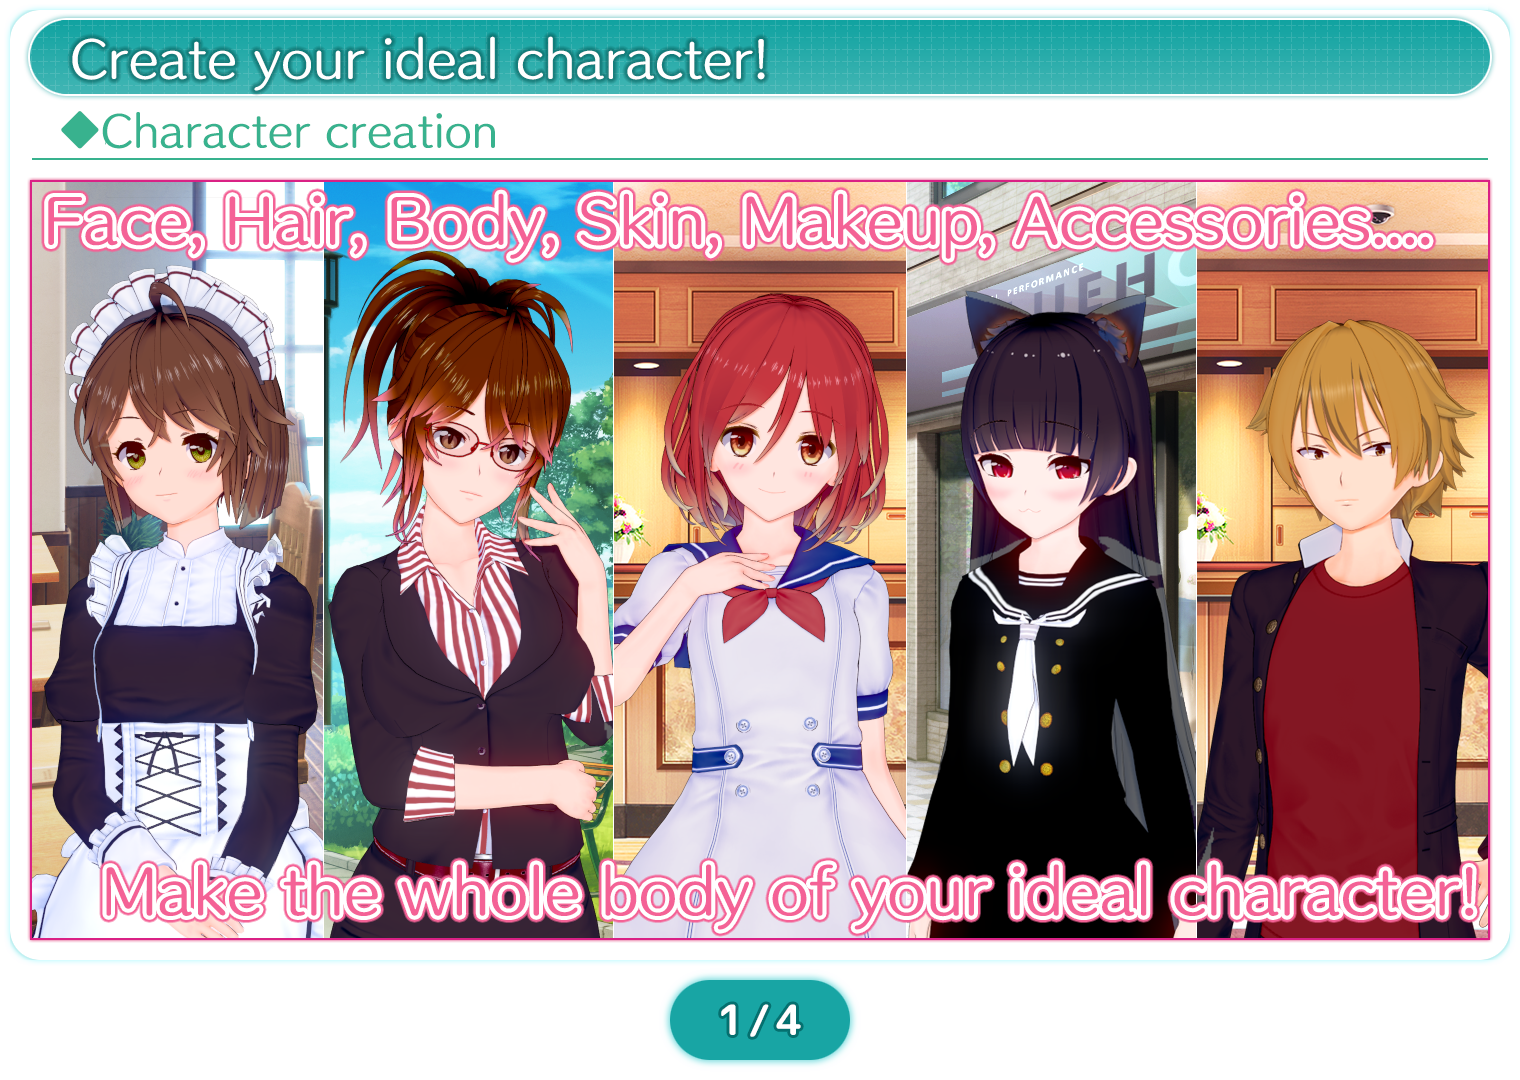 Create your ideal character!
◆Character creation
Face, Hair, Body, Skin, Makeup, Accessories....
PERFORMANCE
Make the whole body of your ideal character!
1/4